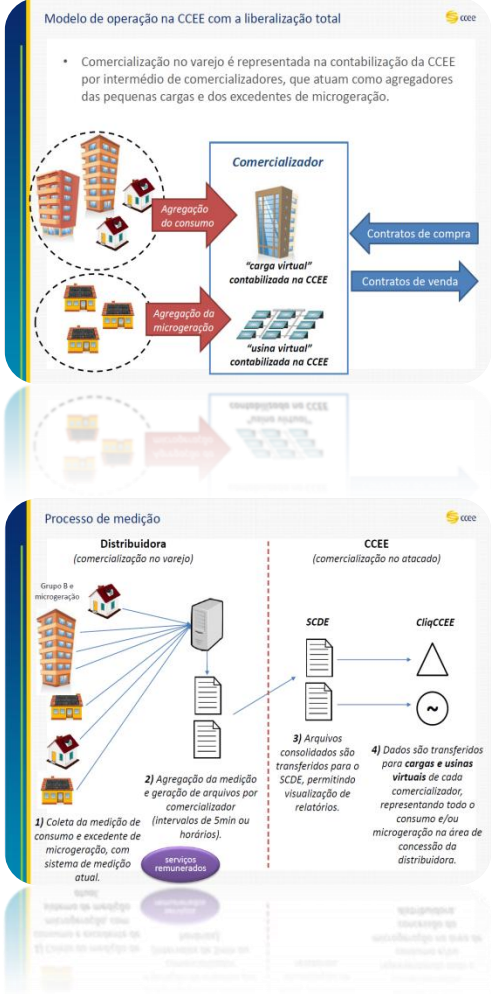 Modelo de operação na CCEE com a liberalização total
ccee
• Comercialização no varejo é representada na contabilização da CCEE
por intermédio de comercializadores, que atuam como agregadores
das pequenas cargas e dos excedentes de microgeração.
Comercializador
Agregação
do consumo
"carga virtual"
contabilizada na CCEE
Contratos de compra
Contratos de venda
Agregação da
microgeração
"usina virtual"
contabilizada na CCEE
Processo de medição
ccee
Distribuidora
(comercialização no varejo)
CCEE
(comercialização no atacado)
Grupo B e
microgeração
SCDE
CliqCCEE
~
1) Coleta da medição de
consumo e excedente de
microgeração, com
sistema de medição
atual.
2) Agregação da medição
e geração de arquivos por
comercializador
(intervalos de 5min ou
horários).
serviços
remunerados
3) Arquivos
consolidados são
transferidos para o
SCDE, permitindo
visualização de
relatórios.
4) Dados são transferidos
para cargas e usinas
virtuais de cada
comercializador,
representando todo o
consumo e/ou
microgeração na área de
concessão da
distribuidora.